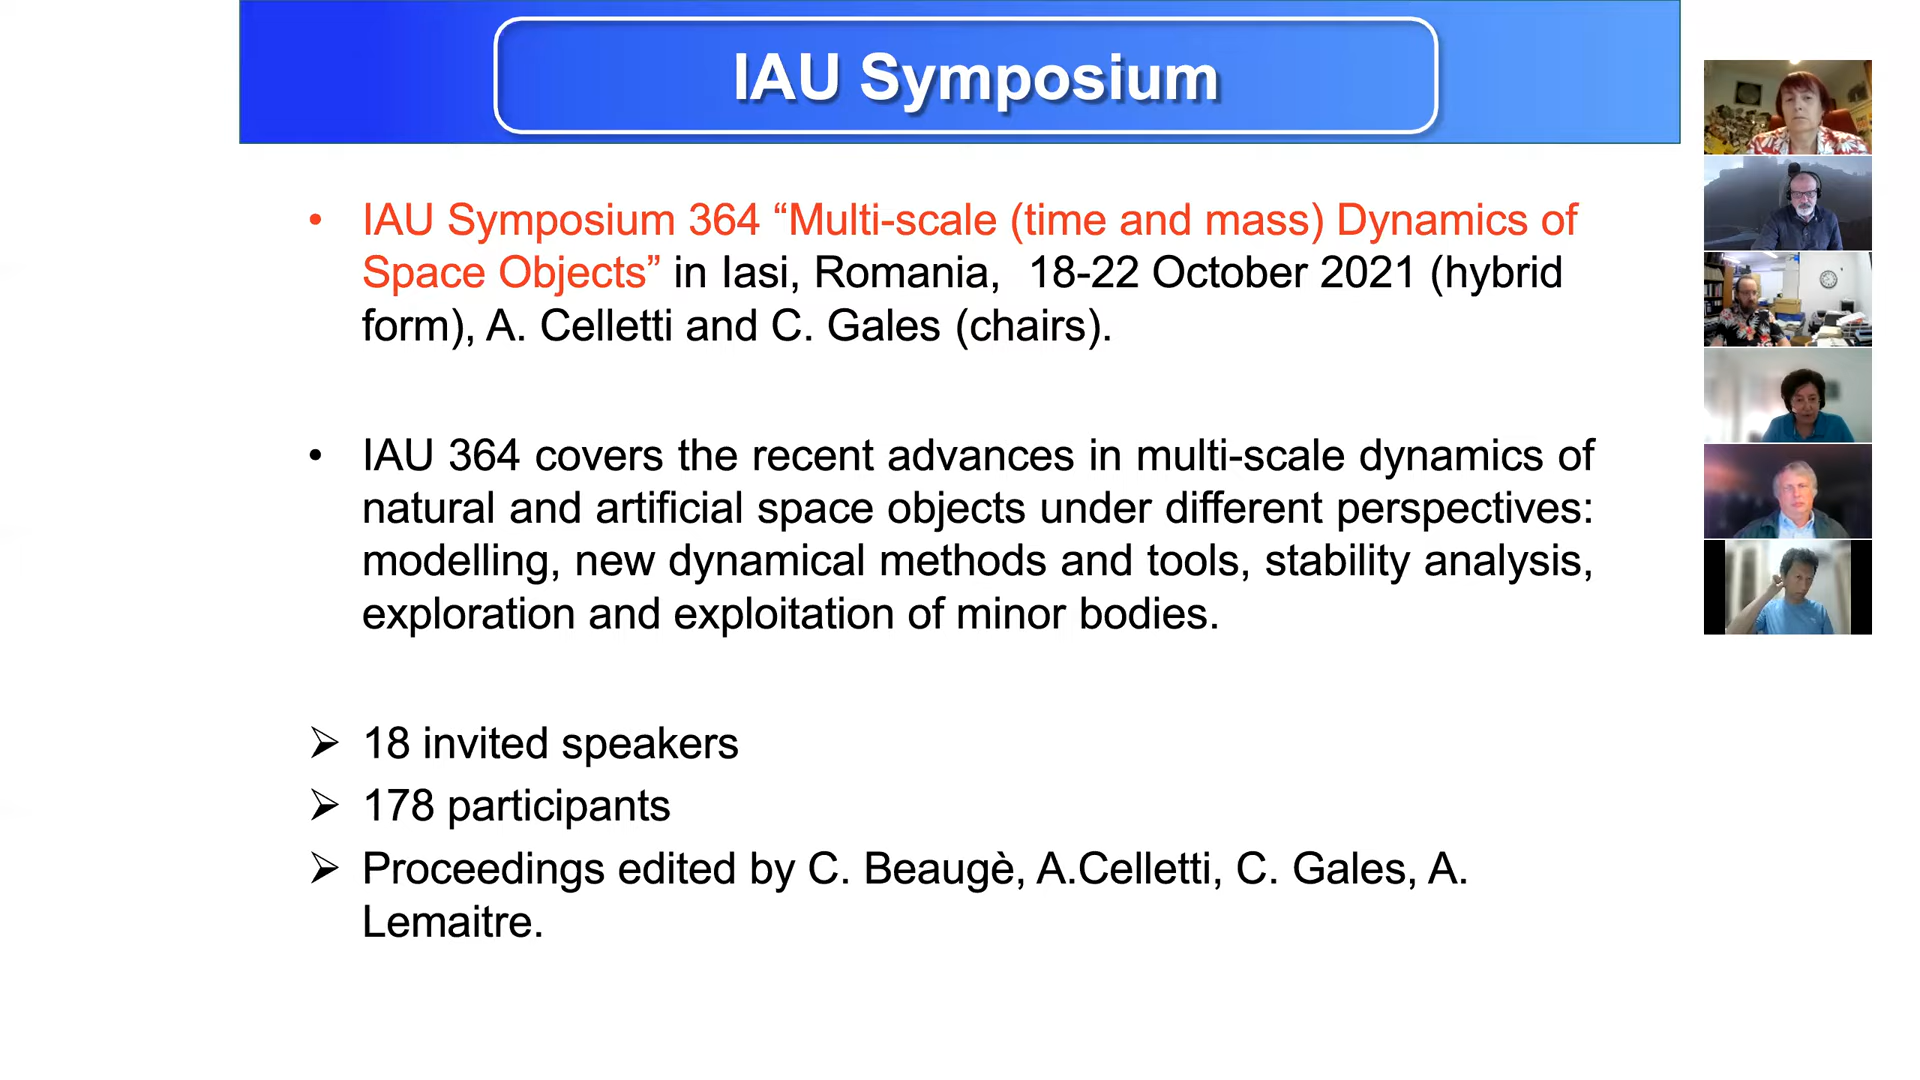 IAU Symposium
• IAU Symposium 364 “Multi-scale (time and mass) Dynamics of
Space Objects” in Iasi, Romania, 18-22 October 2021 (hybrid
form), A. Celletti and C. Gales (chairs).
• IAU 364 covers the recent advances in multi-scale dynamics of
natural and artificial space objects under different perspectives:
modelling, new dynamical methods and tools, stability analysis,
exploration and exploitation of minor bodies.
➢ 18 invited speakers
➢ 178 participants
➢ Proceedings edited by C. Beaugè, A.Celletti, C. Gales, A.
Lemaitre.